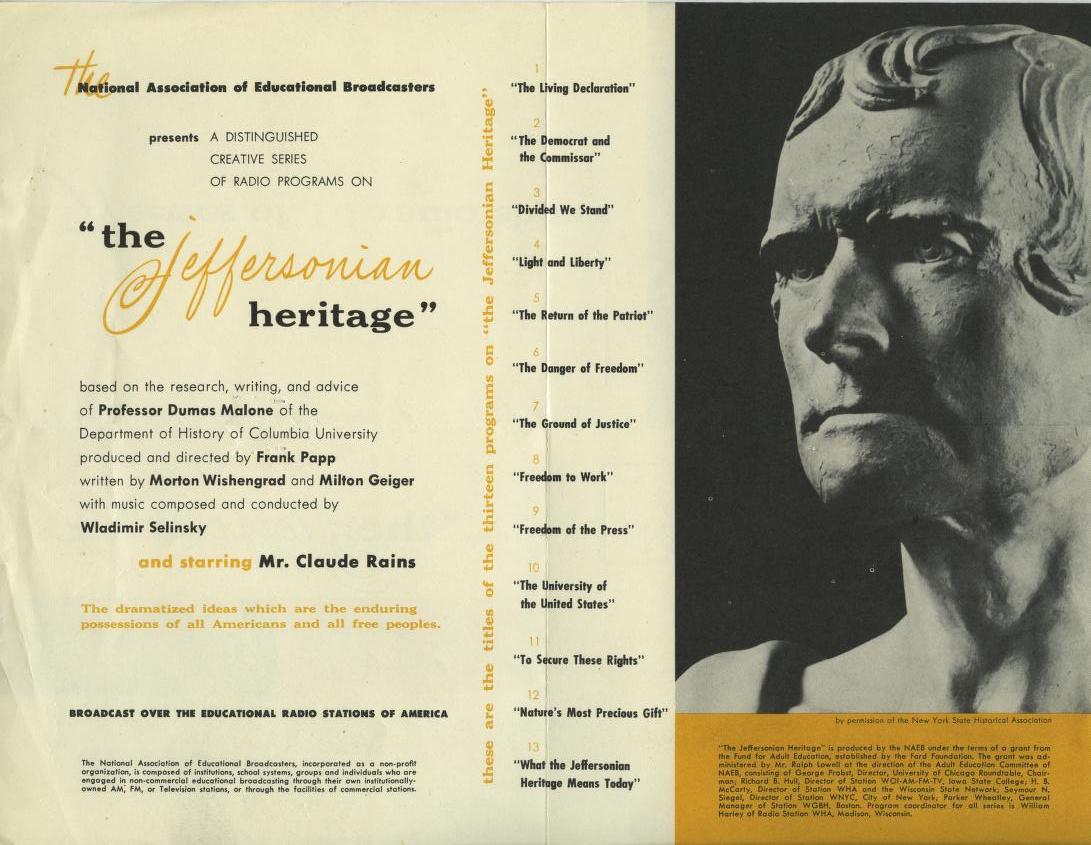 The
National Association of Educational Broadcasters
presents A DISTINGUISHED
CREATIVE SERIES
OF RADIO PROGRAMS ON
“the
Jeffersonian
heritage”
based on the research, writing, and advice
of Professor Dumas Malone of the
Department of History of Columbia University
produced and directed by Frank Papp
written by Morton Wishengrad and Milton Geiger
with music composed and conducted by
Wladimir Selinsky
and starring Mr. Claude Rains
The dramatized ideas which are the enduring
possessions of all Americans and all free peoples.
BROADCAST OVER THE EDUCATIONAL RADIO STATIONS OF AMERICA
The National Association of Educational Broadcasters, incorporated as a non-profit
organization, is composed of institutions, school systems, groups and individuals who are
engaged in non-commercial educational broadcasting through their own institutionally-
owned AM, FM, or Television stations, or through the facilities of commercial stations.
these are the titles of the thirteen programs on “the Jeffersonian Heritage”
1
“The Living Declaration”
2
“The Democrat and
the Commissar”
3
“Divided We Stand”
4
“Light and Liberty”
5
“The Return of the Patriot”
6
“The Danger of Freedom”
7
“The Ground of Justice”
8
“Freedom to Work”
9
“Freedom of the Press”
10
“The University of
the United States”
11
“To Secure These Rights”
12
“Nature’s Most Precious Gift”
13
“What the Jeffersonian
Heritage Means Today”
by permission of the New York State Historical Association
“The Jeffersonian Heritage” is produced by the NAEB under the terms of a grant from
the Fund for Adult Education, established by the Ford Foundation. The grant was ad-
ministered by Mr. Ralph Lowell at the direction of the Adult Education Committee of
NAEB, consisting of George Probst, Director, University of Chicago Roundtable, Chair-
man; Richard B. Hull, Director of Station WOI-AM-FM-TV, Iowa State College; H. B.
McCarty, Director of Station WHA and the Wisconsin State Network; Seymour N.
Siegel, Director of Station WNYC, City of New York; Parker Wheatley, General
Manager of Station WGBH, Boston. Program coordinator for all series is William
Harley of Radio Station WHA, Madison, Wisconsin.